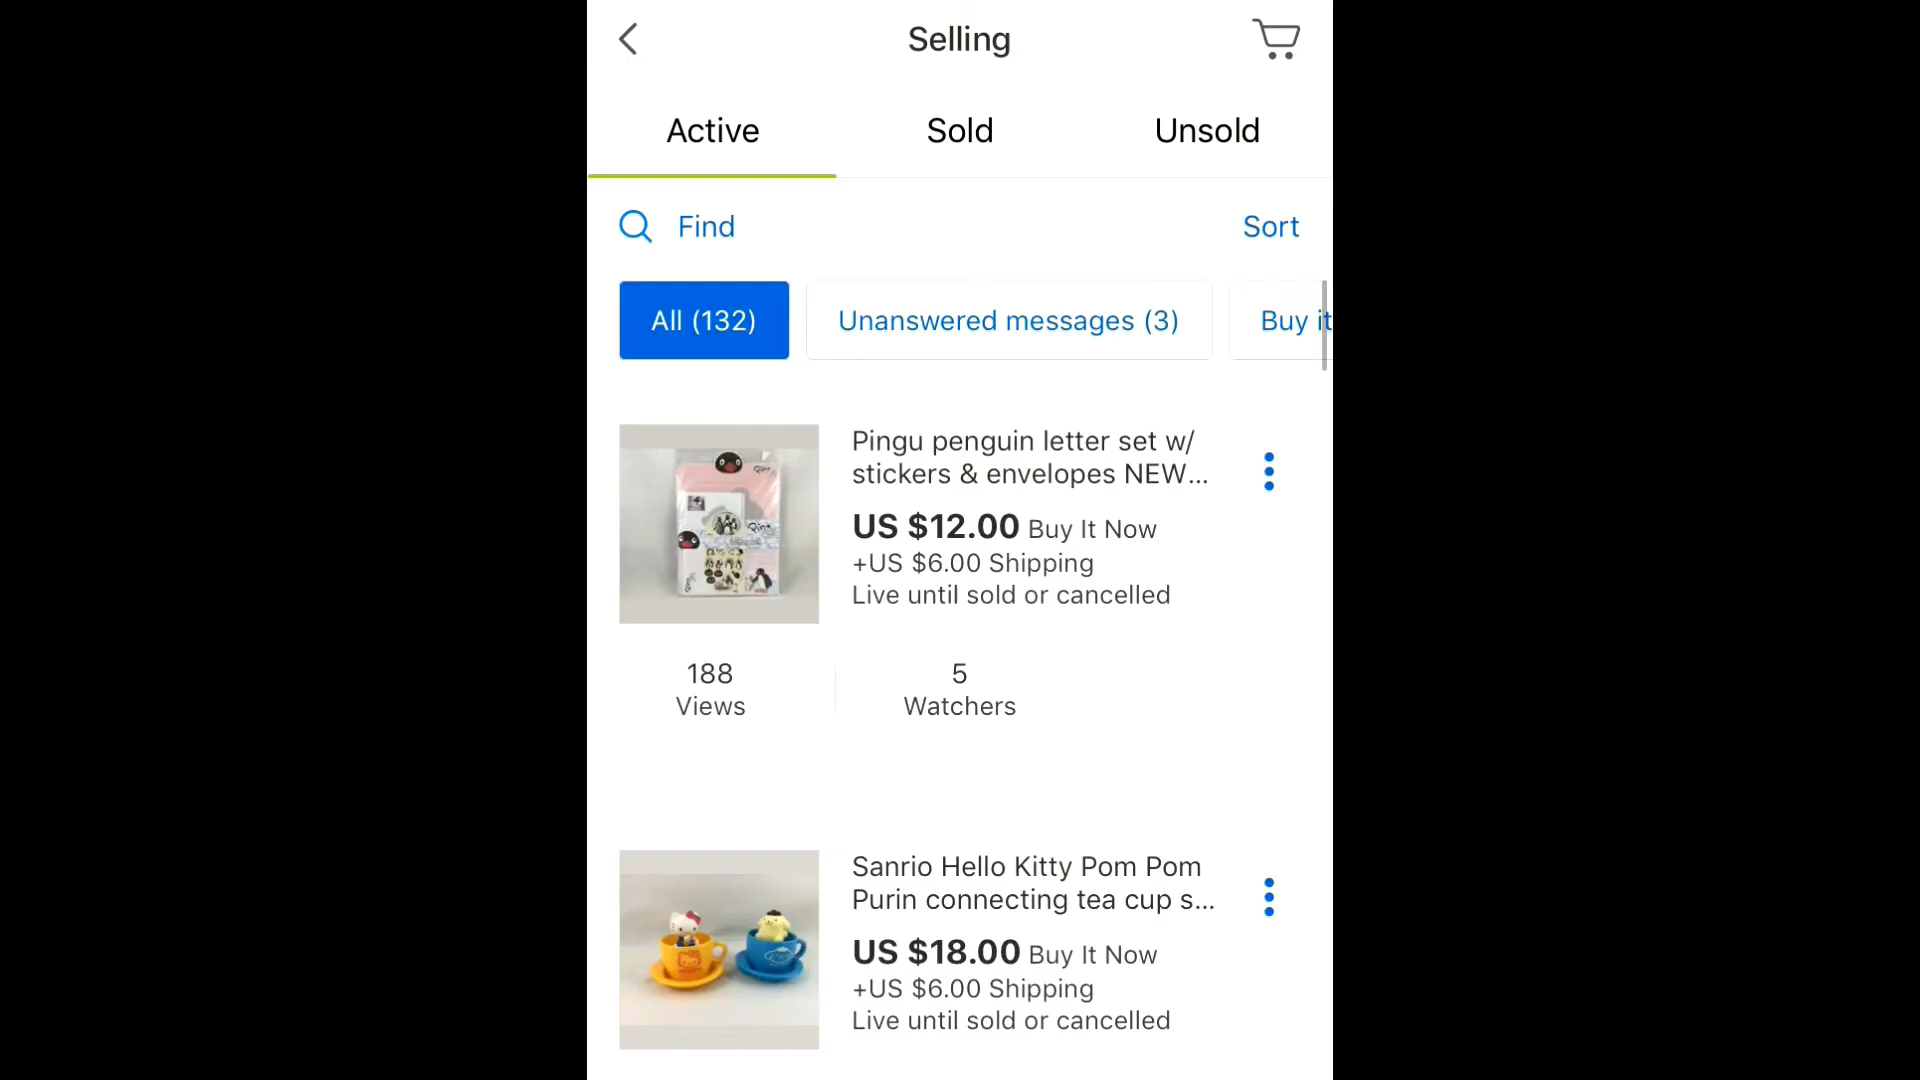 Selling
Active Sold Unsold
Find Sort
All (132) Unanswered messages (3) Buy it
Pingu penguin letter set w/
stickers & envelopes NEW...
US $12.00 Buy It Now
+US $6.00 Shipping
Live until sold or cancelled
188 5
Views Watchers
Sanrio Hello Kitty Pom Pom
Purin connecting tea cup s...
US $18.00 Buy It Now
+US $6.00 Shipping
Live until sold or cancelled